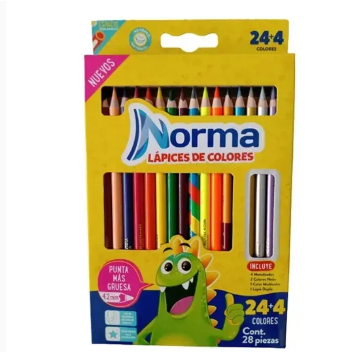 24+4
COLORES
NUEVOS
Norma
LÁPICES DE COLORES
PUNTA
MÁS
GRUESA
INCLUYE
24+4
COLORES
Cont.
28 piezas